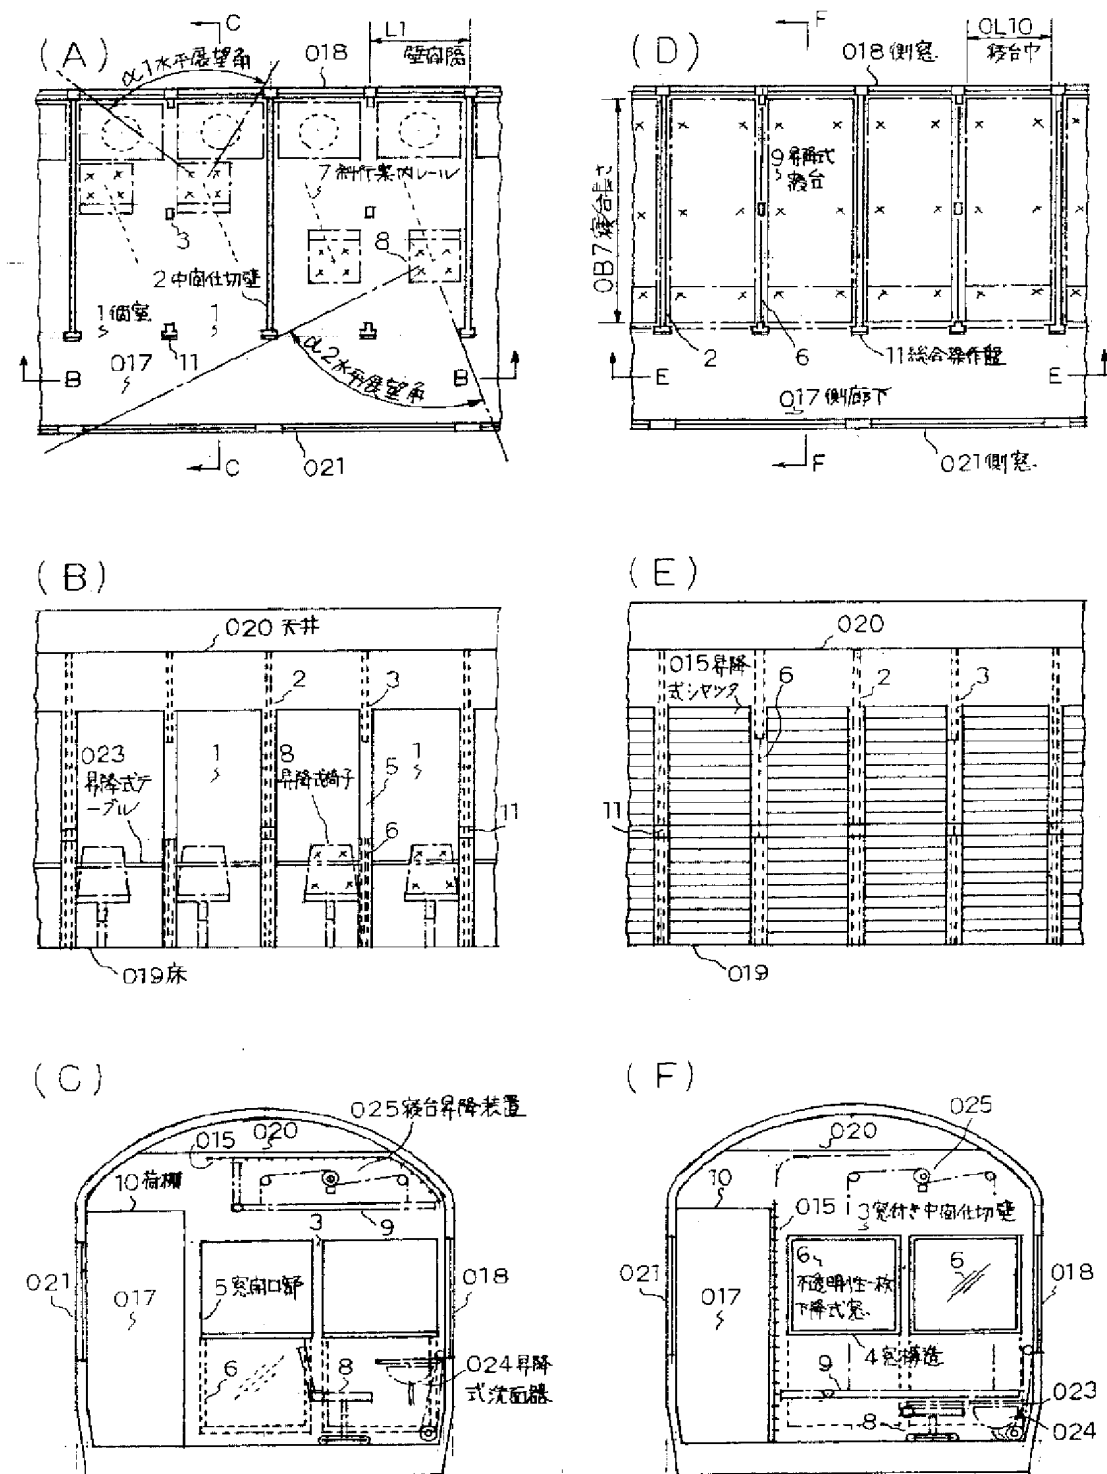 (A)
C
L1
壁間隔
018
α1水平展望角
7斜行案内レール
3
8
2中間仕切壁
1個室
1
11
017
B
B
α2水平展望角
C
021
(D)
F
018側窓
0L10
寝台巾
9昇降式
寝台
0B7寝台長さ
2
6
11総合操作盤
E
E
017側廊下
F
021側窓
(B)
020天井
2
3
023
昇降式テ
ーブル
1
8
昇降式椅子
5
1
11
6
019床
(E)
020
015昇降
式シャッタ
6
2
3
11
019
(C)
025寝台昇降装置
015
020
10荷棚
9
3
021
017
5窓開口部
018
6
8
024昇降
式洗面器
(F)
025
020
10
015
3窓付き中間仕切壁
021
017
6
不透明性一枚
下降式窓
6
018
4窓構造
9
8
023
024